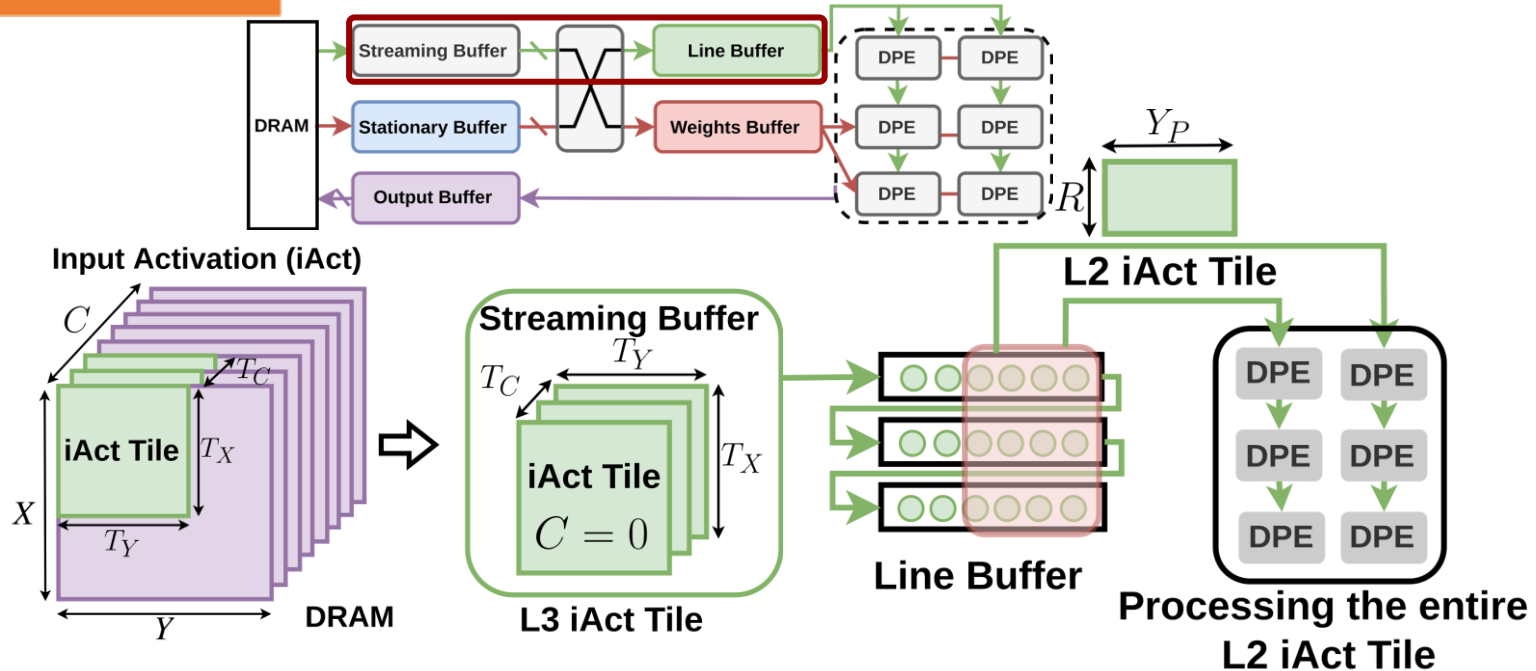 Streaming Buffer
Line Buffer
DPE DPE
DRAM
Stationary Buffer
Weights Buffer
DPE DPE
Output Buffer
DPE DPE
Y_P
R
L2 iAct Tile
Input Activation (iAct)
C
T_C
iAct Tile
T_X
X
T_Y
Y
DRAM
Streaming Buffer
T_Y
T_C
iAct Tile
T_X
C = 0
L3 iAct Tile
Line Buffer
DPE DPE
DPE DPE
DPE DPE
Processing the entire
L2 iAct Tile